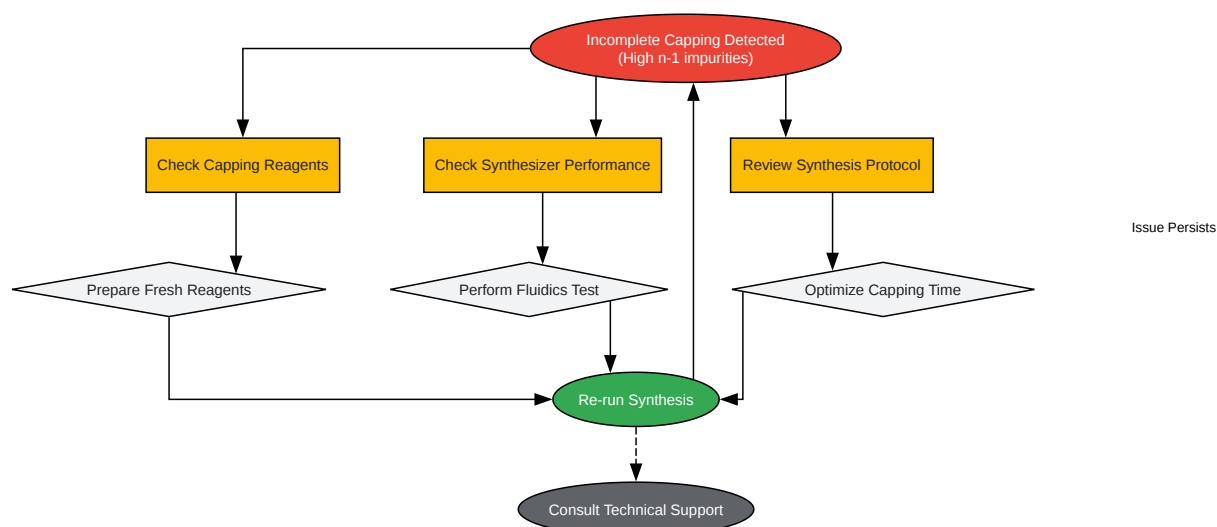 Incomplete Capping Detected
(High n-1 impurities)
Check Capping Reagents
Check Synthesizer Performance
Review Synthesis Protocol
Issue Persists
Prepare Fresh Reagents
Perform Fluidics Test
Optimize Capping Time
Re-run Synthesis
Consult Technical Support